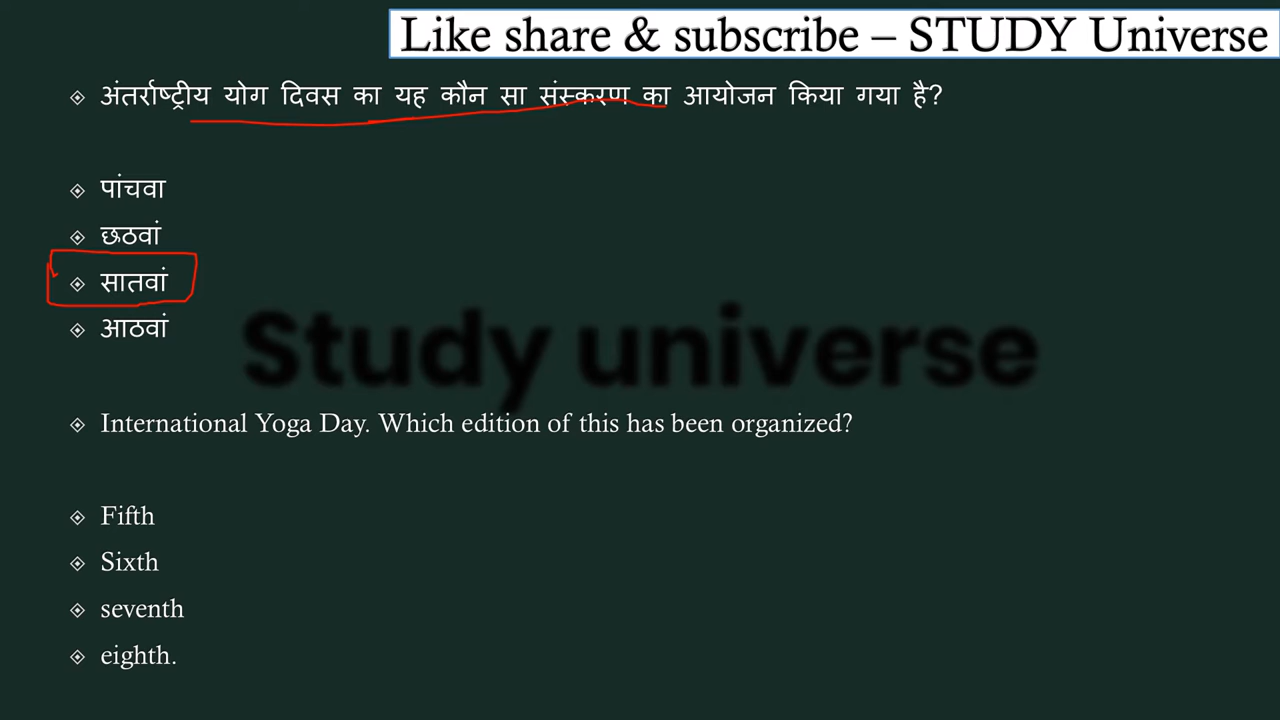 Like share & subscribe – STUDY Universe
अंतर्राष्ट्रीय योग दिवस का यह कौन सा संस्करण का आयोजन किया गया है?
पांचवा
छठवां
सातवां
आठवां
Study universe
International Yoga Day. Which edition of this has been organized?
Fifth
Sixth
seventh
eighth.